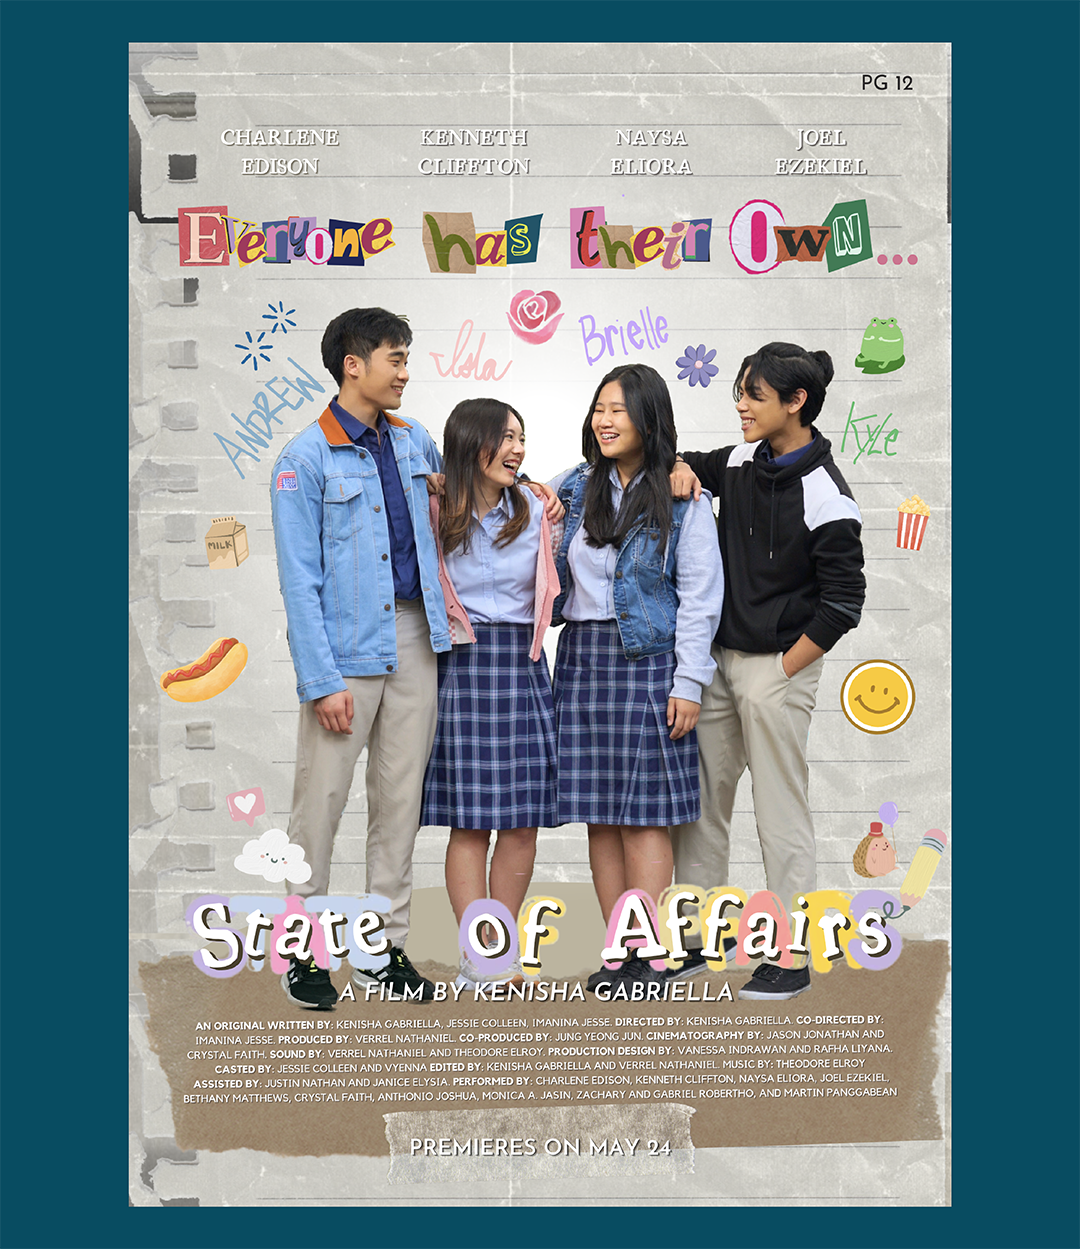 PG 12
CHARLENE EDISON
KENNETH CLIFFTON
NAYSA ELIORA
JOEL EZEKIEL
Everyone has their Own...
ANDREW
Isla
Brielle
Kyle
MILK
State of Affairs
A FILM BY KENISHA GABRIELLA
AN ORIGINAL WRITTEN BY: KENISHA GABRIELLA, JESSIE COLLEEN, IMANINA JESSE. DIRECTED BY: KENISHA GABRIELLA. CO-DIRECTED BY:
IMANINA JESSE. PRODUCED BY: VERREL NATHANIEL. CO-PRODUCED BY: JUNG YEONG JUN. CINEMATOGRAPHY BY: JASON JONATHAN AND
CRYSTAL FAITH. SOUND BY: VERREL NATHANIEL AND THEODORE ELROY. PRODUCTION DESIGN BY: VANESSA INDRAWAN AND RAFHA LIYANA.
CASTED BY: JESSIE COLLEEN AND VYENNA EDITED BY: KENISHA GABRIELLA AND VERREL NATHANIEL. MUSIC BY: THEODORE ELROY
ASSISTED BY: JUSTIN NATHAN AND JANICE ELYSIA. PERFORMED BY: CHARLENE EDISON, KENNETH CLIFFTON, NAYSA ELIORA, JOEL EZEKIEL,
BETHANY MATTHEWS, CRYSTAL FAITH, ANTHONIO JOSHUA, MONICA A. JASIN, ZACHARY AND GABRIEL ROBERTHO, AND MARTIN PANGGABEAN
PREMIERES ON MAY 24